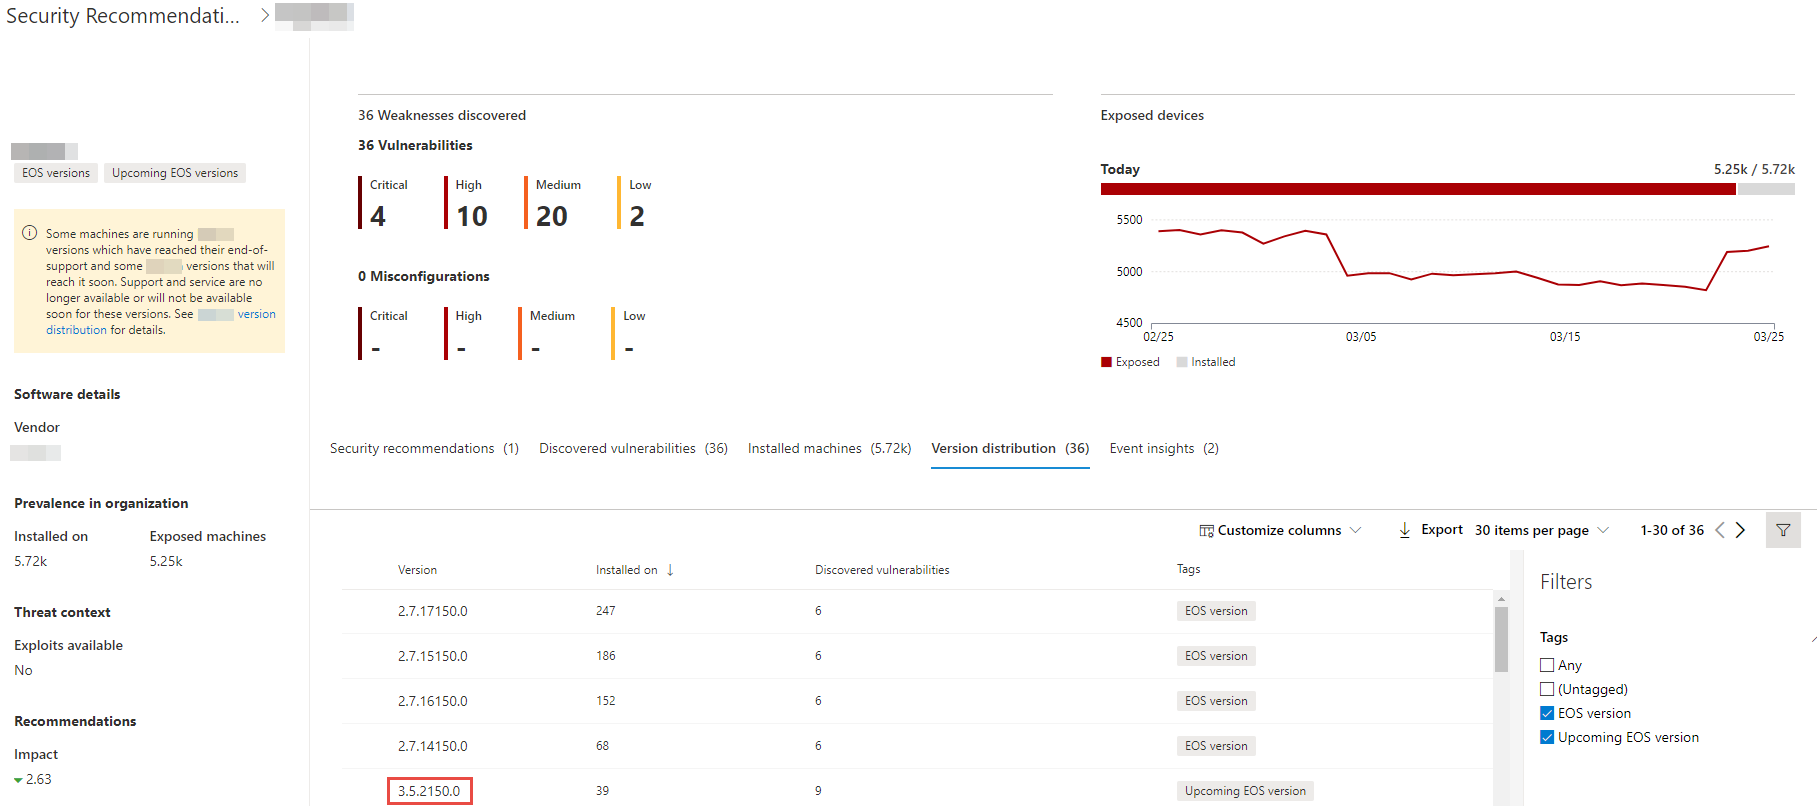 Security Recommendati...
EOS versions
Upcoming EOS versions
Some machines are running
versions which have reached their end-of-
support and some versions that will
reach it soon. Support and service are no
longer available or will not be available
soon for these versions. See version
distribution for details.
Software details
Vendor
Prevalence in organization
Installed on Exposed machines
5.72k 5.25k
Threat context
Exploits available
No
Recommendations
Impact
2.63
36 Weaknesses discovered
36 Vulnerabilities
Critical High Medium Low
4 10 20 2
0 Misconfigurations
Critical High Medium Low
- - - -
Exposed devices
Today 5.25k / 5.72k
5500
5000
4500
02/25 03/05 03/15 03/25
Exposed Installed
Security recommendations (1) Discovered vulnerabilities (36) Installed machines (5.72k) Version distribution (36) Event insights (2)
Customize columns Export 30 items per page 1-30 of 36
Version Installed on ↓ Discovered vulnerabilities Tags
2.7.17150.0 247 6 EOS version
2.7.15150.0 186 6 EOS version
2.7.16150.0 152 6 EOS version
2.7.14150.0 68 6 EOS version
3.5.2150.0 39 9 Upcoming EOS version
Filters
Tags
Any
(Untagged)
EOS version
Upcoming EOS version